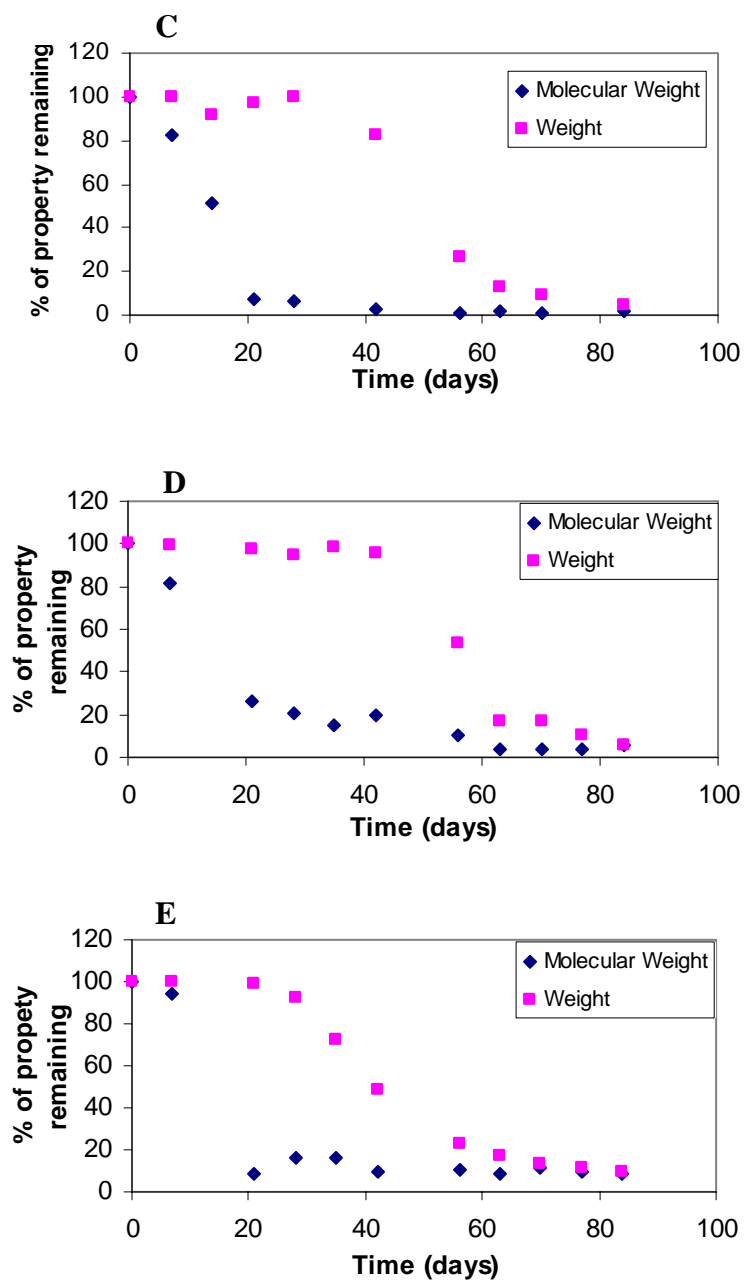 C
% of property remaining
120
100
80
60
40
20
0
Molecular Weight
Weight
0 20 40 60 80 100
Time (days)
D
% of property
remaining
120
100
80
60
40
20
0
Molecular Weight
Weight
0 20 40 60 80 100
Time (days)
E
% of propety
remaining
120
100
80
60
40
20
0
Molecular Weight
Weight
0 20 40 60 80 100
Time (days)